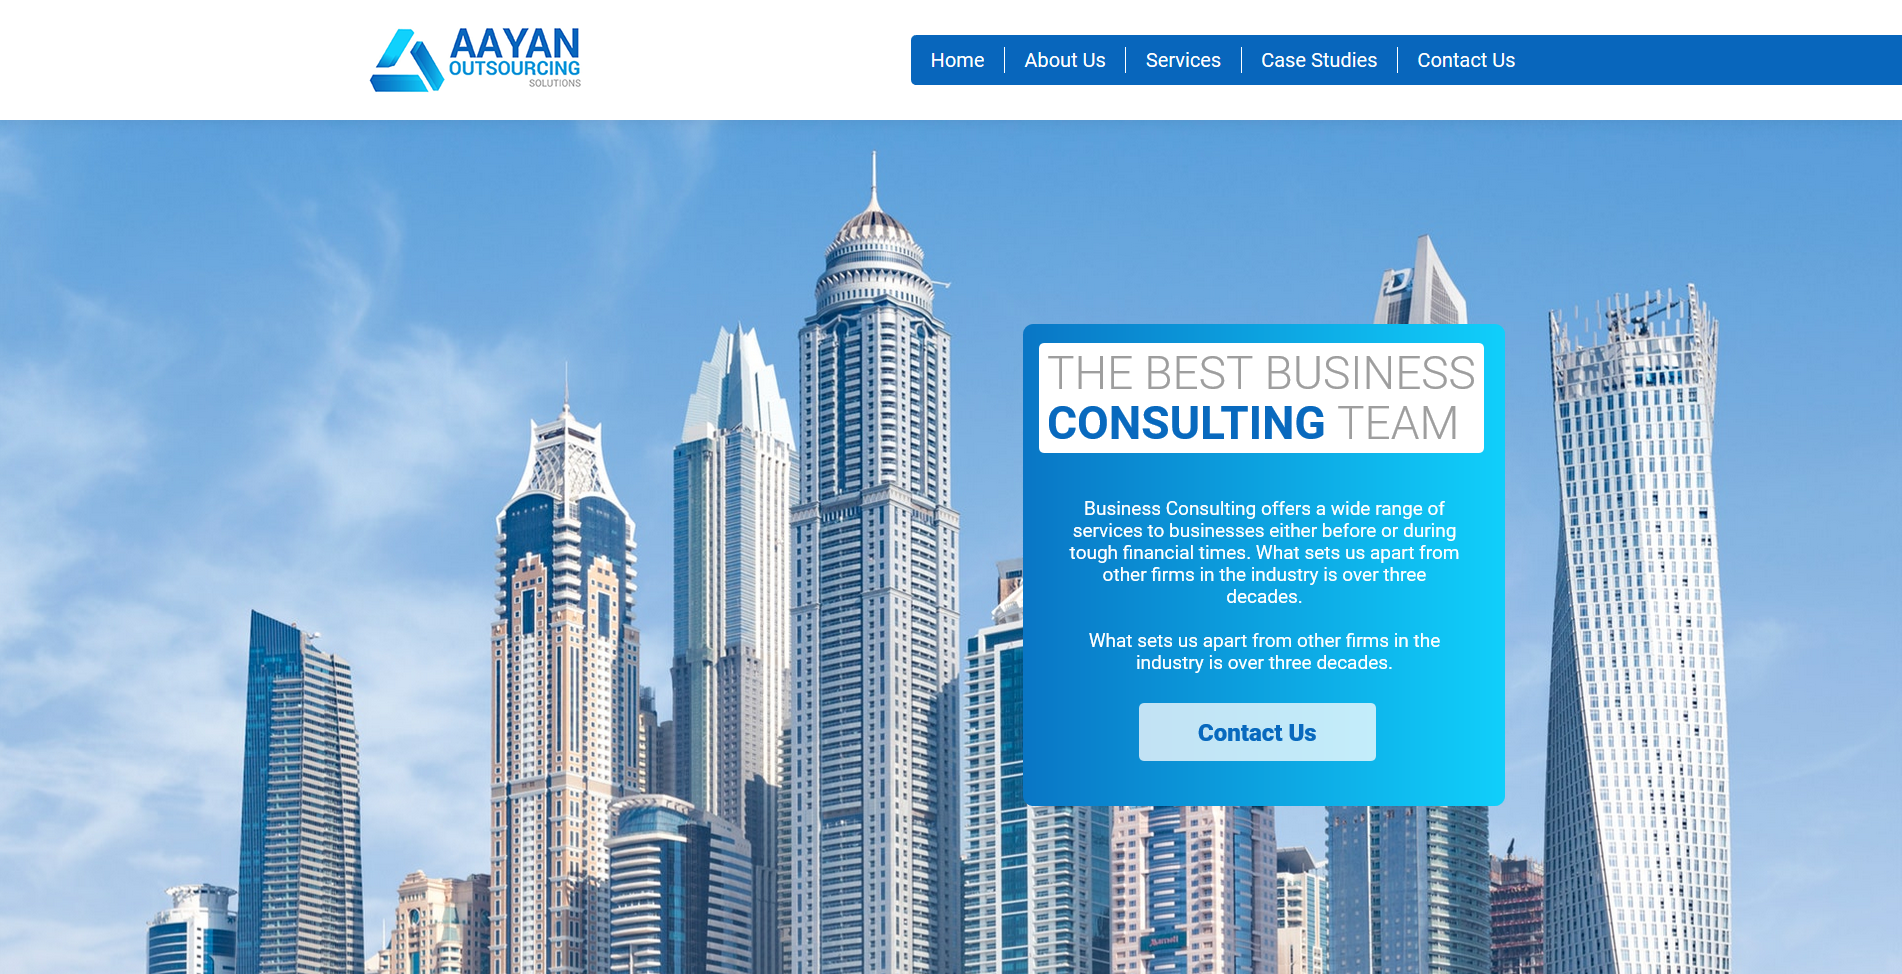 AAYAN
OUTSOURCING
SOLUTIONS
Home
About Us
Services
Case Studies
Contact Us
D
THE BEST BUSINESS
CONSULTING TEAM
Business Consulting offers a wide range of
services to businesses either before or during
tough financial times. What sets us apart from
other firms in the industry is over three
decades.
What sets us apart from other firms in the
industry is over three decades.
Contact Us
Marriott